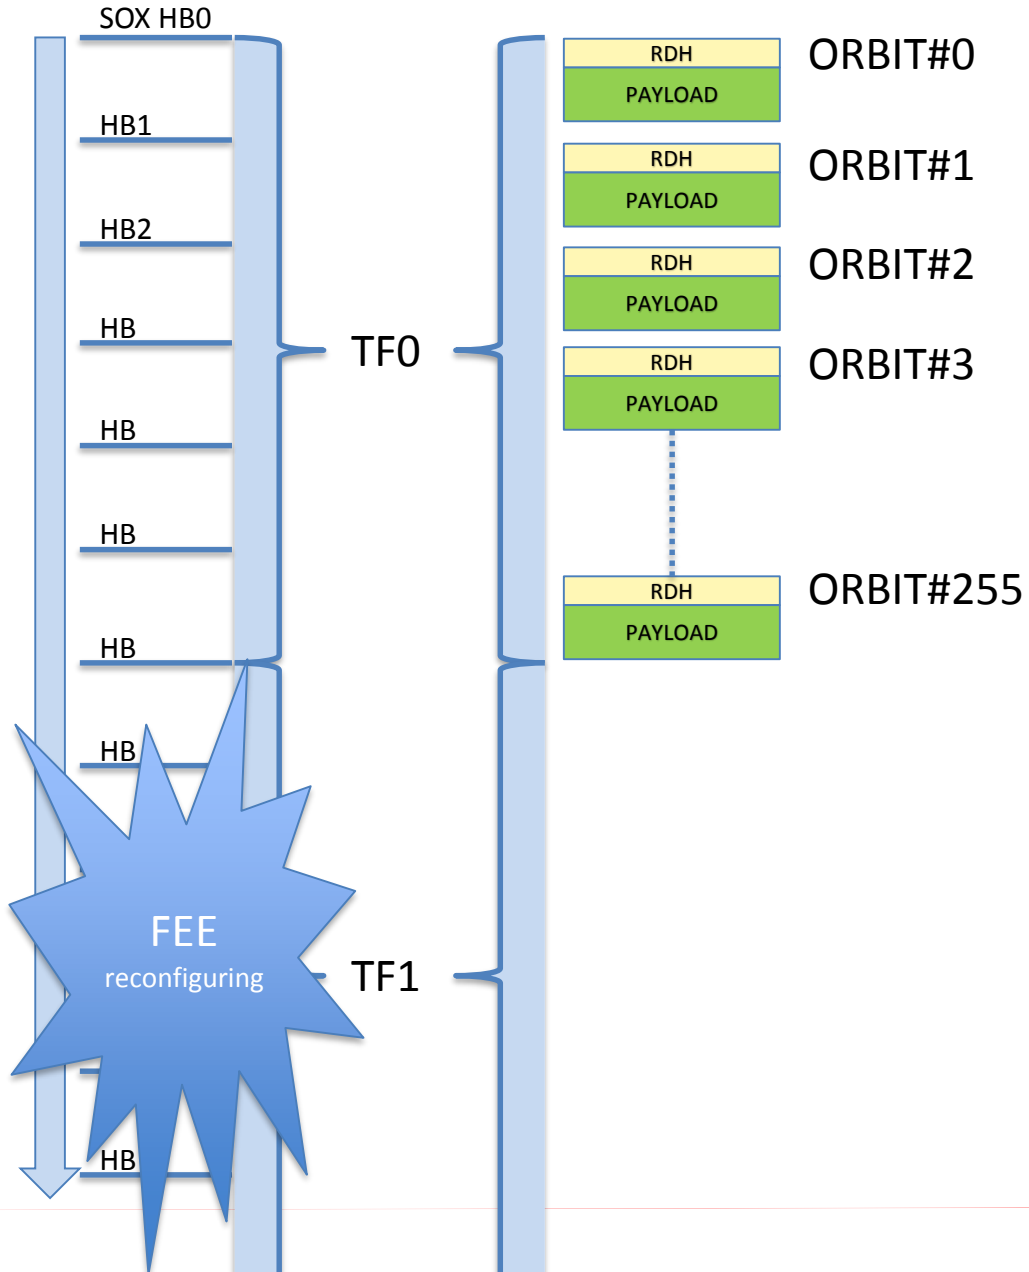 SOX HB0
HB1
HB2
HB
HB
HB
HB
HB
FEE
reconfiguring
HB
TF0
TF1
RDH
PAYLOAD
ORBIT#0
RDH
PAYLOAD
ORBIT#1
RDH
PAYLOAD
ORBIT#2
RDH
PAYLOAD
ORBIT#3
RDH
PAYLOAD
ORBIT#255